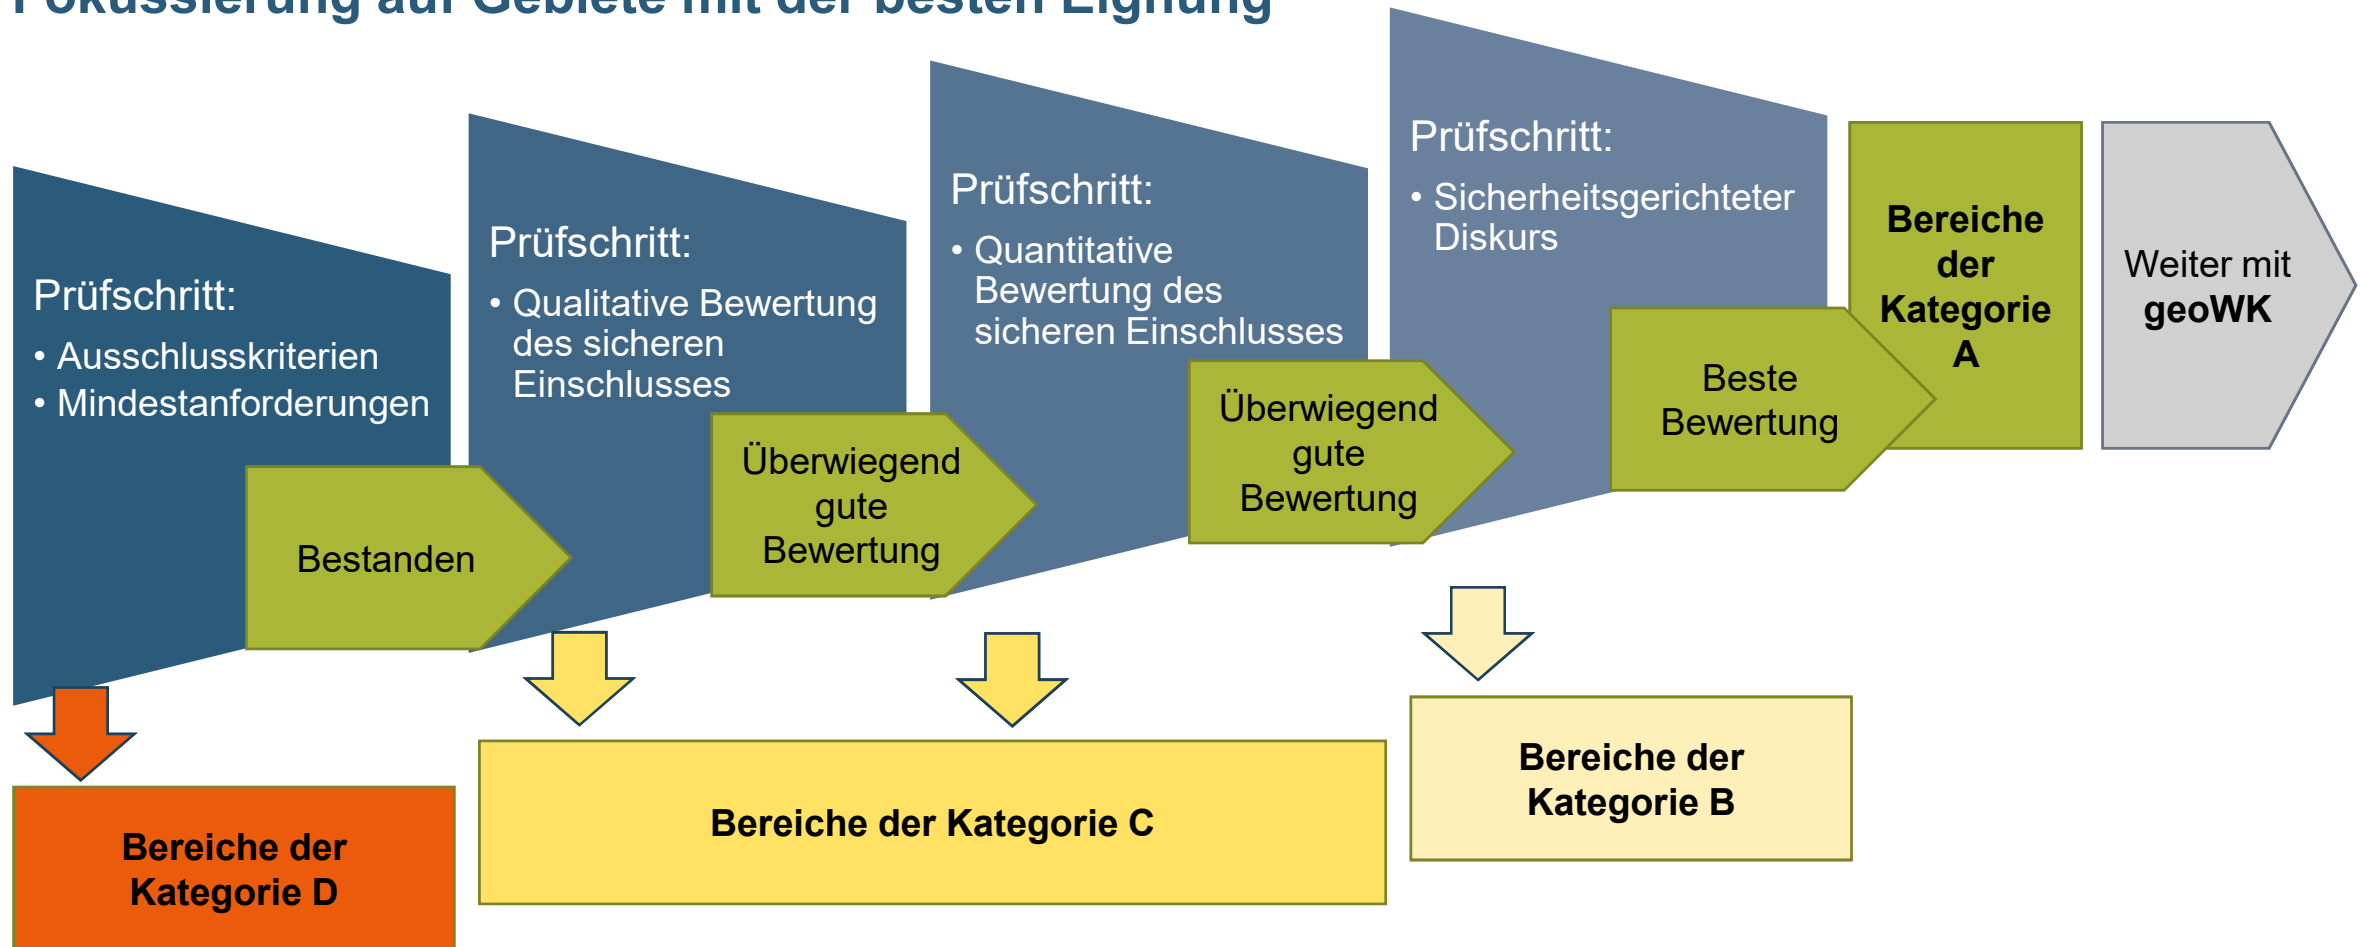 Fokussierung auf Gebiete mit der besten Eignung
Prüfschritt:
• Ausschlusskriterien
• Mindestanforderungen
Bestanden
Prüfschritt:
• Qualitative Bewertung
des sicheren
Einschlusses
Überwiegend
gute
Bewertung
Prüfschritt:
• Quantitative
Bewertung des
sicheren Einschlusses
Überwiegend
gute
Bewertung
Prüfschritt:
• Sicherheitsgerichteter
Diskurs
Beste
Bewertung
Bereiche
der
Kategorie
A
Weiter mit
geoWK
Bereiche der
Kategorie D
Bereiche der Kategorie C
Bereiche der
Kategorie B